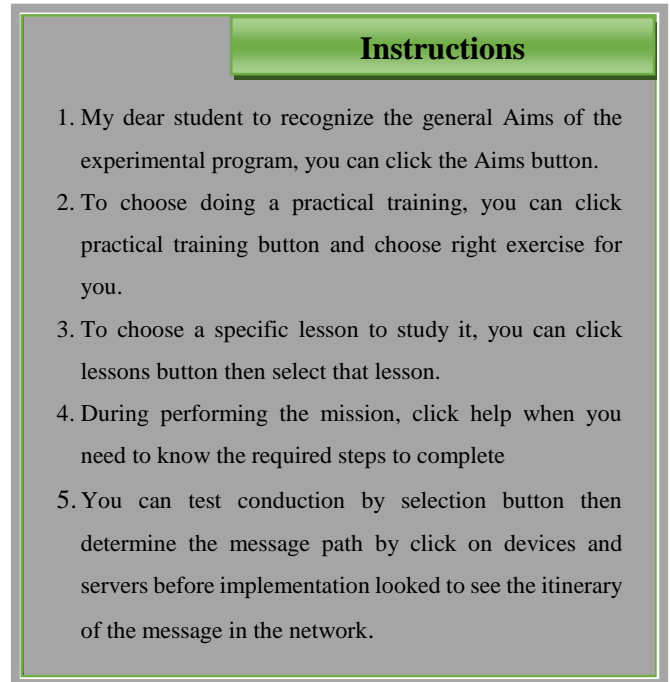 Instructions
1. My dear student to recognize the general Aims of the
experimental program, you can click the Aims button.
2. To choose doing a practical training, you can click
practical training button and choose right exercise for
you.
3. To choose a specific lesson to study it, you can click
lessons button then select that lesson.
4. During performing the mission, click help when you
need to know the required steps to complete
5. You can test conduction by selection button then
determine the message path by click on devices and
servers before implementation looked to see the itinerary
of the message in the network.